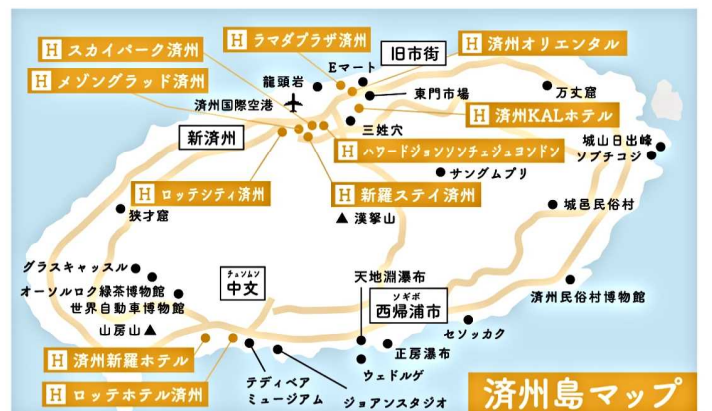 H スカイパーク済州
H ラマダプラザ済州
旧市街
H 済州オリエンタル
H メゾングラッド済州
Eマート
龍頭岩
東門市場
万丈窟
済州国際空港
H 済州KALホテル
新済州
三姓穴
城山日出峰
ソプチコジ
H ハワードジョンソンチェジュヨンドン
サングムブリ
H ロッテシティ済州
H 新羅ステイ済州
狭才窟
漢拏山
城邑民俗村
グラスキャッスル
オーソルロク緑茶博物館
世界自動車博物館
チュンムン
中文
天地淵瀑布
ソギポ
西帰浦市
済州民俗村博物館
山房山
セソッカク
正房瀑布
H 済州新羅ホテル
ウェドルゲ
H ロッテホテル済州
テディベア
ミュージアム
ジョアンスタジオ
済州島マップ